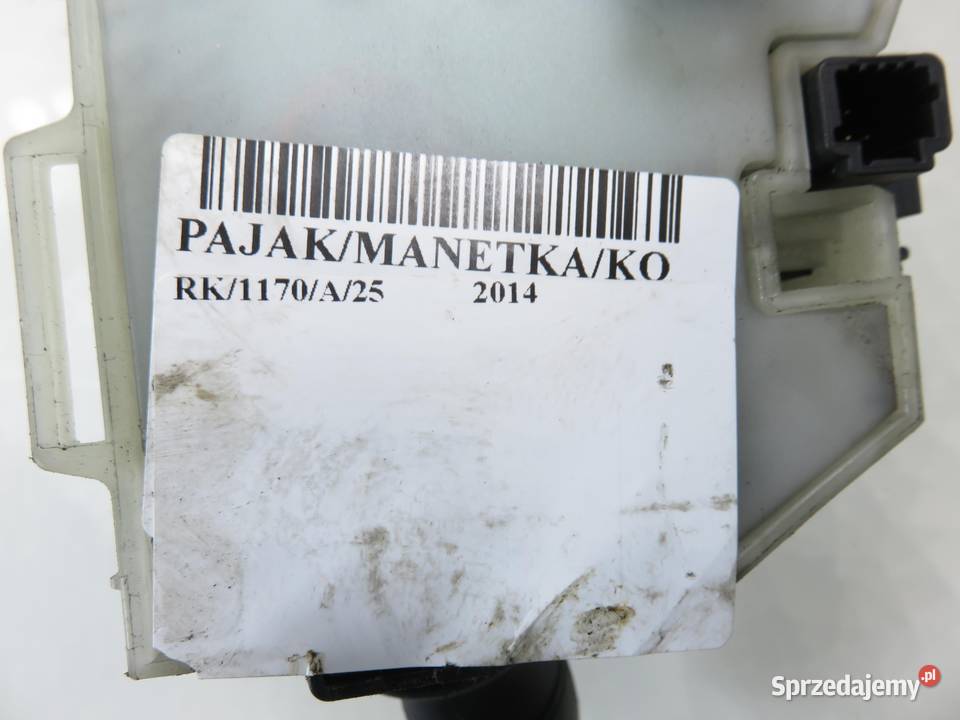 PAJAK/MANETKA/KO
RK/1170/A/25 2014
Sprzedajemy.pl